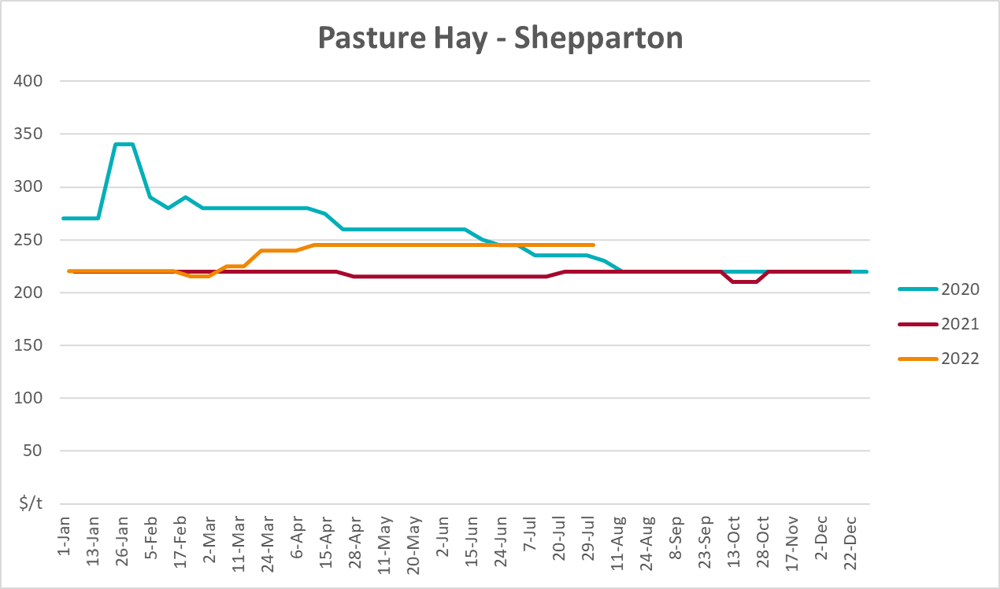 Pasture Hay - Shepparton
400
350
300
250
200
150
100
50
$/t
1-Jan
13-Jan
26-Jan
5-Feb
17-Feb
2-Mar
11-Mar
24-Mar
6-Apr
15-Apr
28-Apr
11-May
20-May
2-Jun
15-Jun
24-Jun
7-Jul
20-Jul
29-Jul
11-Aug
24-Aug
8-Sep
23-Sep
13-Oct
28-Oct
17-Nov
2-Dec
22-Dec
2020
2021
2022